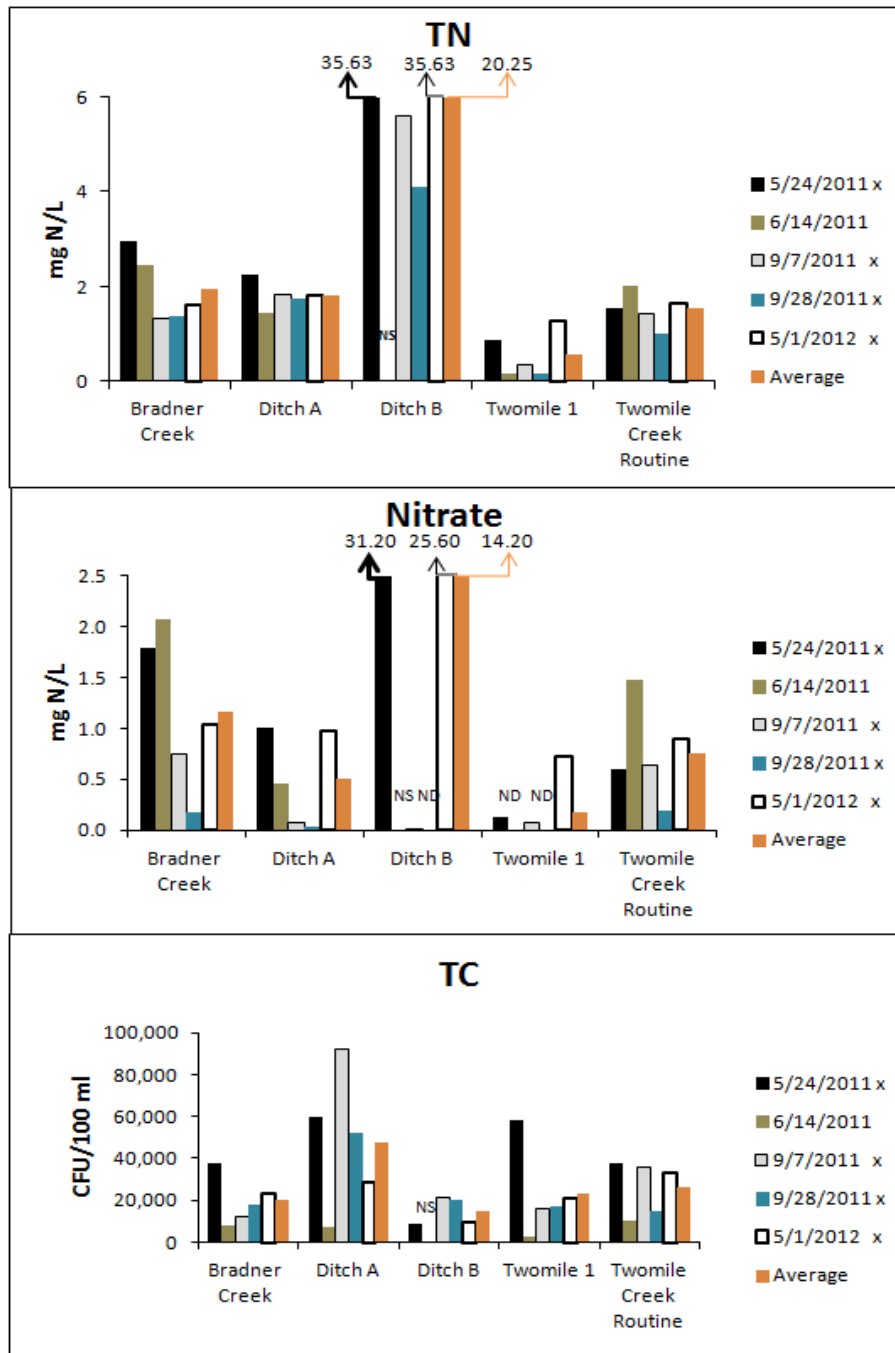 TN
35.63 35.63 20.25
6
4
2
0
mg N/L
NS
Bradner Creek
Ditch A
Ditch B
Twomile 1
Twomile Creek Routine
5/24/2011 x
6/14/2011
9/7/2011 x
9/28/2011 x
5/1/2012 x
Average
Nitrate
31.20 25.60 14.20
2.5
2.0
1.5
1.0
0.5
0.0
mg N/L
NS ND
ND ND
Bradner Creek
Ditch A
Ditch B
Twomile 1
Twomile Creek Routine
5/24/2011 x
6/14/2011
9/7/2011 x
9/28/2011 x
5/1/2012 x
Average
TC
100,000
80,000
60,000
40,000
20,000
0
CFU/100 ml
NS
Bradner Creek
Ditch A
Ditch B
Twomile 1
Twomile Creek Routine
5/24/2011 x
6/14/2011
9/7/2011 x
9/28/2011 x
5/1/2012 x
Average